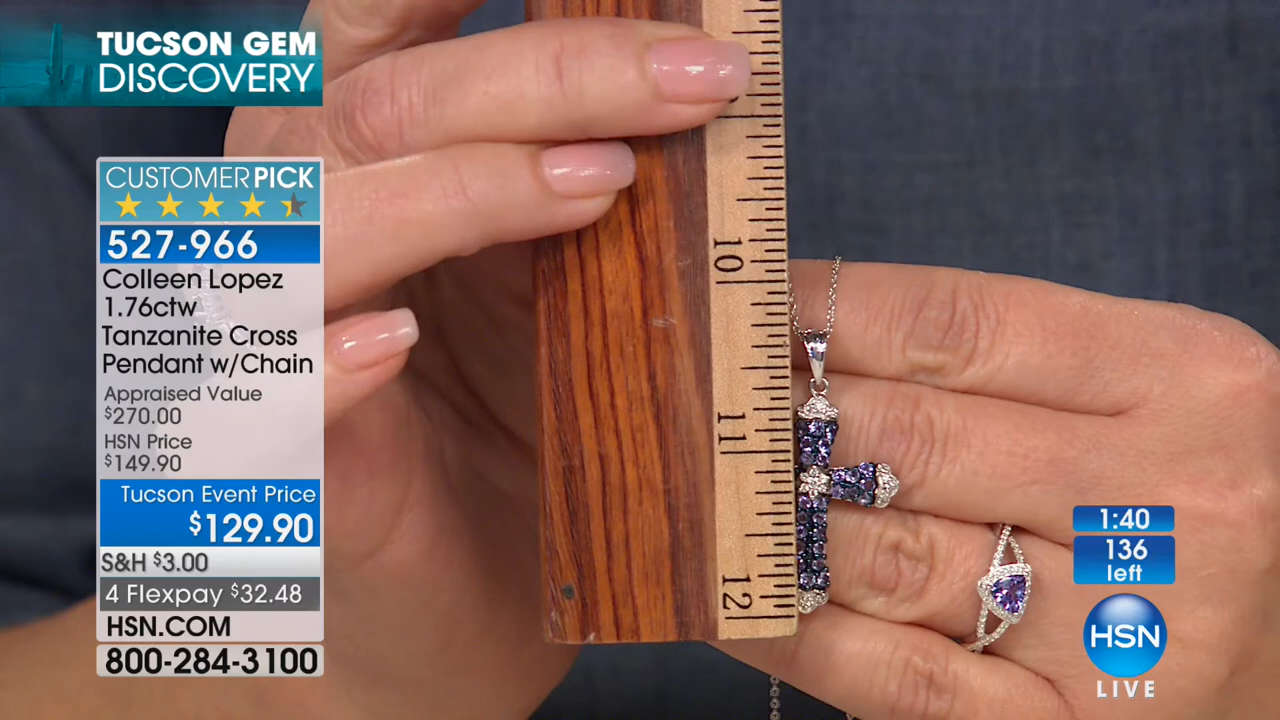 TUCSON GEM
DISCOVERY
CUSTOMER PICK
527-966
Colleen Lopez
1.76ctw
Tanzanite Cross
Pendant w/Chain
Appraised Value
$270.00
HSN Price
$149.90
Tucson Event Price
$129.90
S&H $3.00
4 Flexpay $32.48
HSN.COM
800-284-3100
10
11
12
1:40
136
left
HSN
LIVE